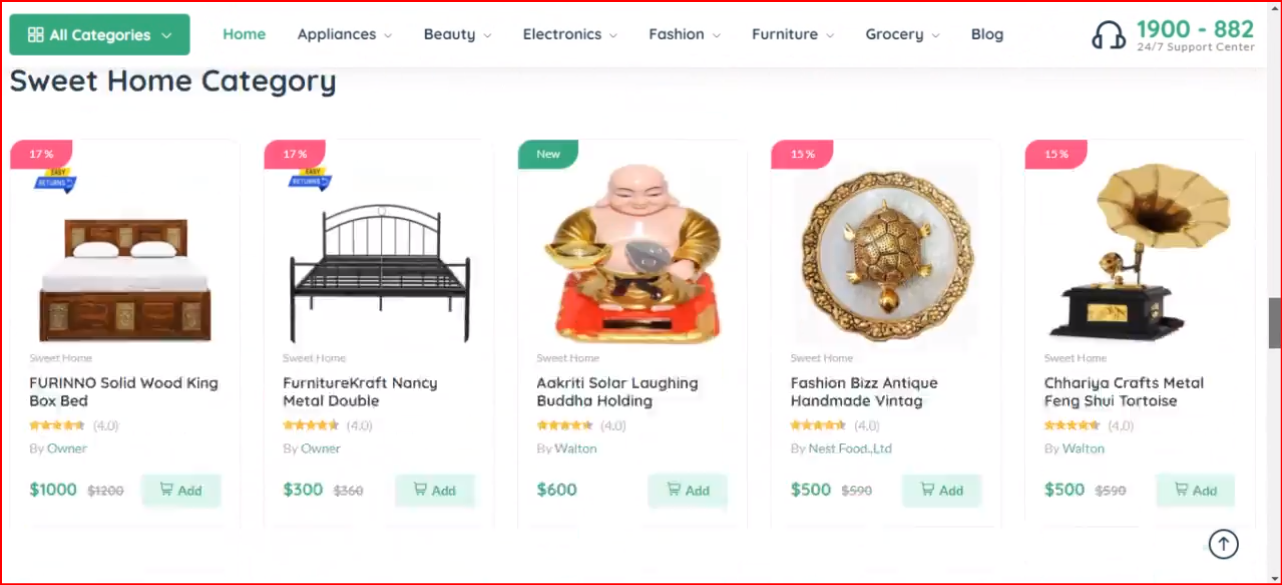 All Categories
Home
Appliances
Beauty
Electronics
Fashion
Furniture
Grocery
Blog
1900 - 882
24/7 Support Center
Sweet Home Category
17 %
EASY
RETURNS
Sweet Home
FURINNO Solid Wood King
Box Bed
(4.0)
By Owner
$1000 $1200
Add
17 %
EASY
RETURNS
Sweet Home
FurnitureKraft Nancy
Metal Double
(4.0)
By Owner
$300 $360
Add
New
Sweet Home
Aakriti Solar Laughing
Buddha Holding
(4.0)
By Walton
$600
Add
15 %
Sweet Home
Fashion Bizz Antique
Handmade Vintag
(4.0)
By Nest Food.,Ltd
$500 $590
Add
15 %
Sweet Home
Chhariya Crafts Metal
Feng Shui Tortoise
(4.0)
By Walton
$500 $590
Add